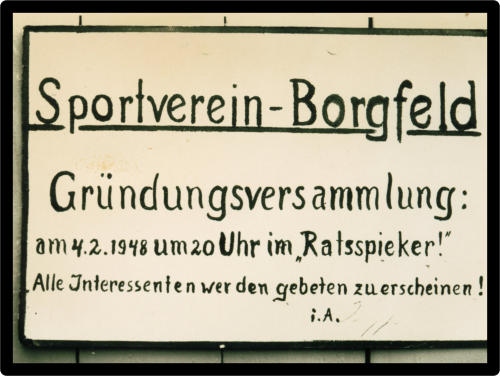 Sportverein-Borgfeld
Gründungsversammlung:
am 4.2.1948 um 20 Uhr im „Ratsspieker!"
Alle Interessenten werden gebeten zu erscheinen!
i.A.